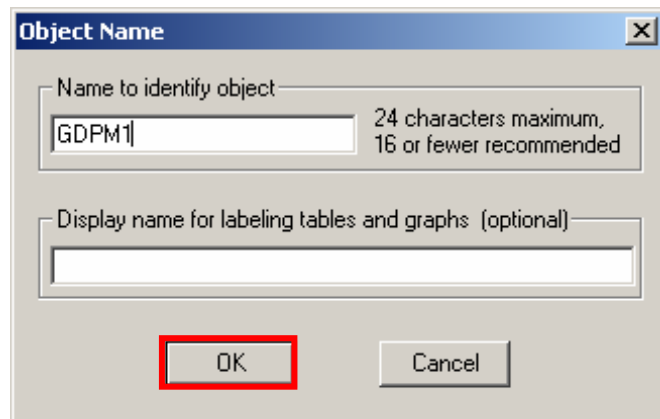 Object Name
Name to identify object
GDPM1
24 characters maximum,
16 or fewer recommended
Display name for labeling tables and graphs (optional)
OK
Cancel